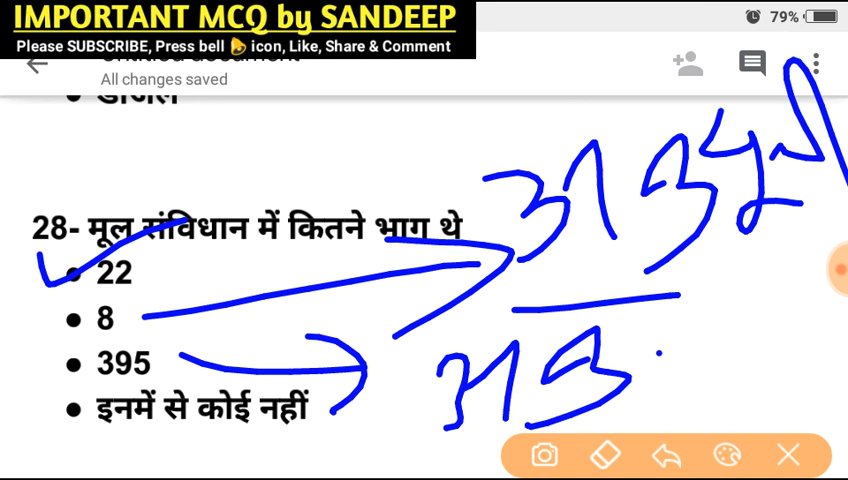 IMPORTANT MCQ by SANDEEP
79%
Please SUBSCRIBE, Press bell icon, Like, Share & Comment
All changes saved
28- मूल संविधान में कितने भाग थे
22
8
395
इनमें से कोई नहीं